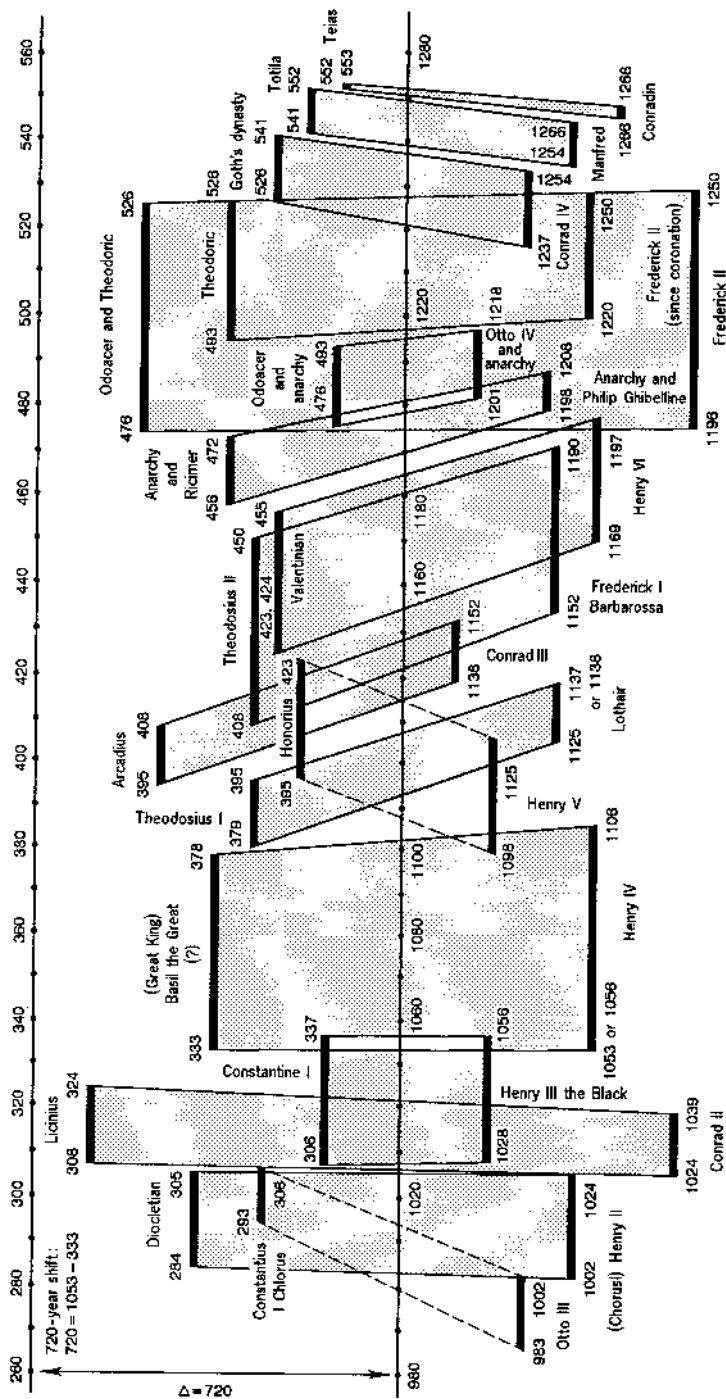 260 280 300 320 340 360 380 400 420 440 460 480 500 520 540 560
720-year shift:
720 = 1053 – 333
Δ = 720
980 1020 1060 1080 1100 1160 1180 1220 1280
284 Diocletian 305
293 306
Constantius
I Chlorus
308 Licinius 324
306 Constantine I 337
333 378
(Great King)
Basil the Great
(?)
Theodosius I
379 395
395 Arcadius 408
395 Honorius 423
408 Theodosius II 450
423, 424 455
Valentinian
456 472
Anarchy
and
Ricimer
476 Odoacer and Theodoric 526
476 493
Odoacer
and
anarchy
493 Theodoric 526
Goth's dynasty
526 541
Totila
541 552
Teias
552
553
983 1002
Otto III
(Chorus!)
1002 1024
Henry II
1024 1039
Conrad II
1028 1056
Henry III the Black
1053 or 1056 1106
Henry IV
1098 1125
Henry V
1125 1137
or 1138
Lothair
1138 1152
Conrad III
1152 1190
Frederick I
Barbarossa
1169 1197
Henry VI
1198 1208
Anarchy and
Philip Ghibelline
1201 1218
Otto IV
and
anarchy
1220 1250
Frederick II
(since coronation)
1196 1250
Frederick II
1237 1254
Conrad IV
1254 1266
Manfred
1266 1268
Conradin